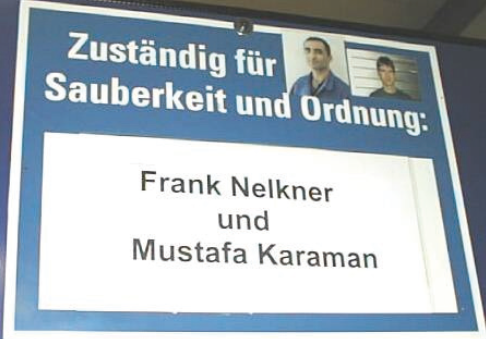 Zuständig für
Sauberkeit und Ordnung:
Frank Nelkner
und
Mustafa Karaman